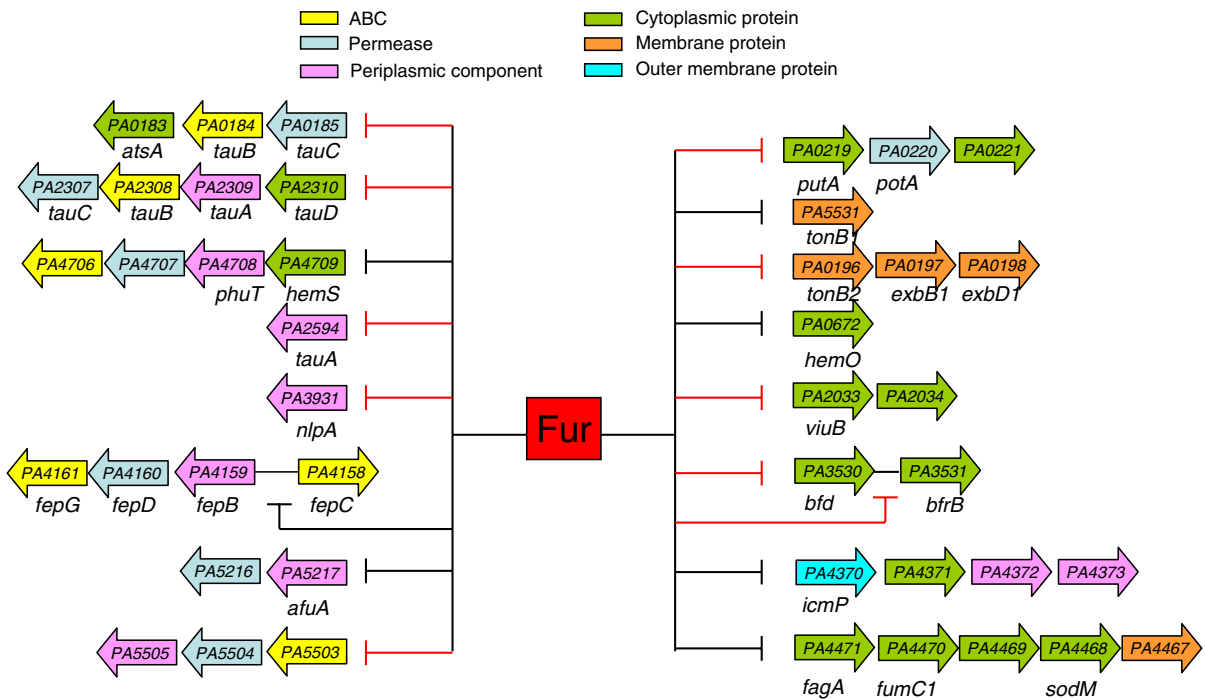 ABC
Permease
Periplasmic component
Cytoplasmic protein
Membrane protein
Outer membrane protein
PA0183 PA0184 PA0185
atsA tauB tauC
PA2307 PA2308 PA2309 PA2310
tauC tauB tauA tauD
PA4706 PA4707 PA4708 PA4709
phuT hemS
PA2594
tauA
PA3931
nlpA
PA4161 PA4160 PA4159 PA4158
fepG fepD fepB fepC
PA5216 PA5217
afuA
PA5505 PA5504 PA5503
Fur
PA0219 PA0220 PA0221
putA potA
PA5531
tonB1
PA0196 PA0197 PA0198
tonB2 exbB1 exbD1
PA0672
hemO
PA2033 PA2034
viuB
PA3530 PA3531
bfd bfrB
PA4370 PA4371 PA4372 PA4373
icmP
PA4471 PA4470 PA4469 PA4468 PA4467
fagA fumC1 sodM